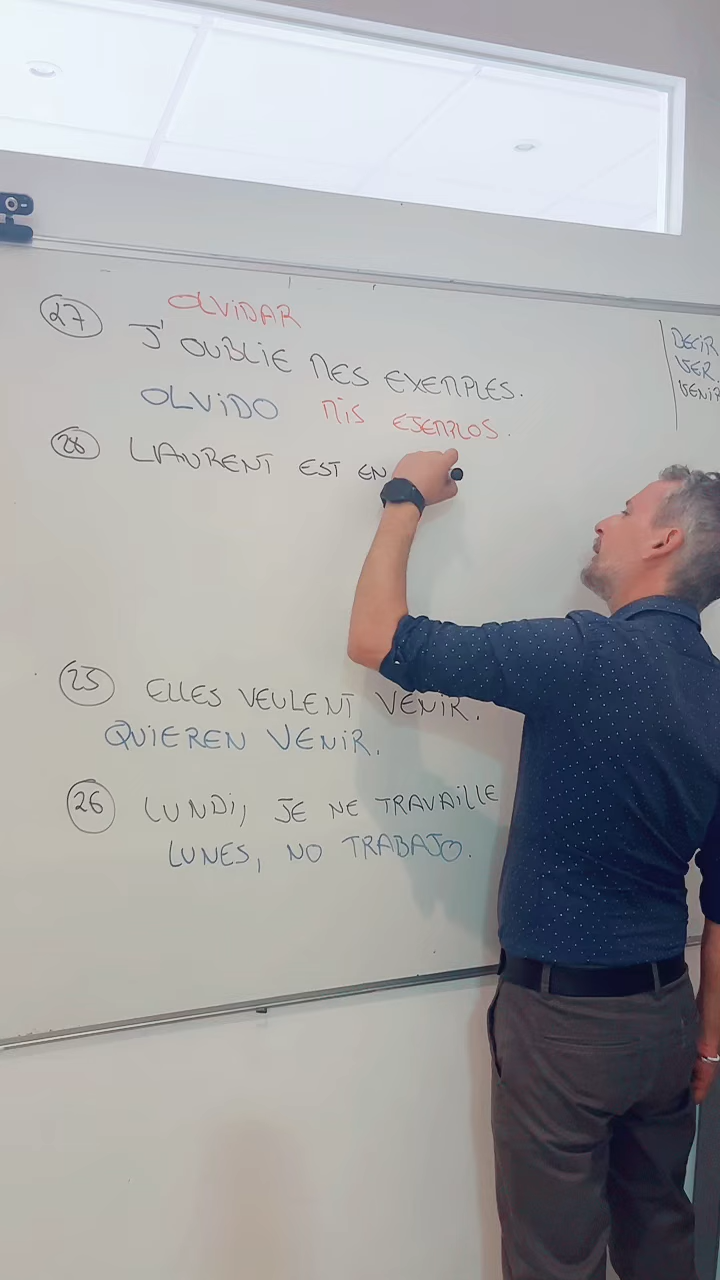 27 OLVIDAR
J'OUBLIE MES EXEMPLES.
OLVIDO MIS EJEMPLOS.
28 LAURENT EST EN
25 ELLES VEULENT VENIR.
QUIEREN VENIR.
26 LUNDI, JE NE TRAVAILLE
LUNES, NO TRABAJO.
DECIR
VER
VENIR